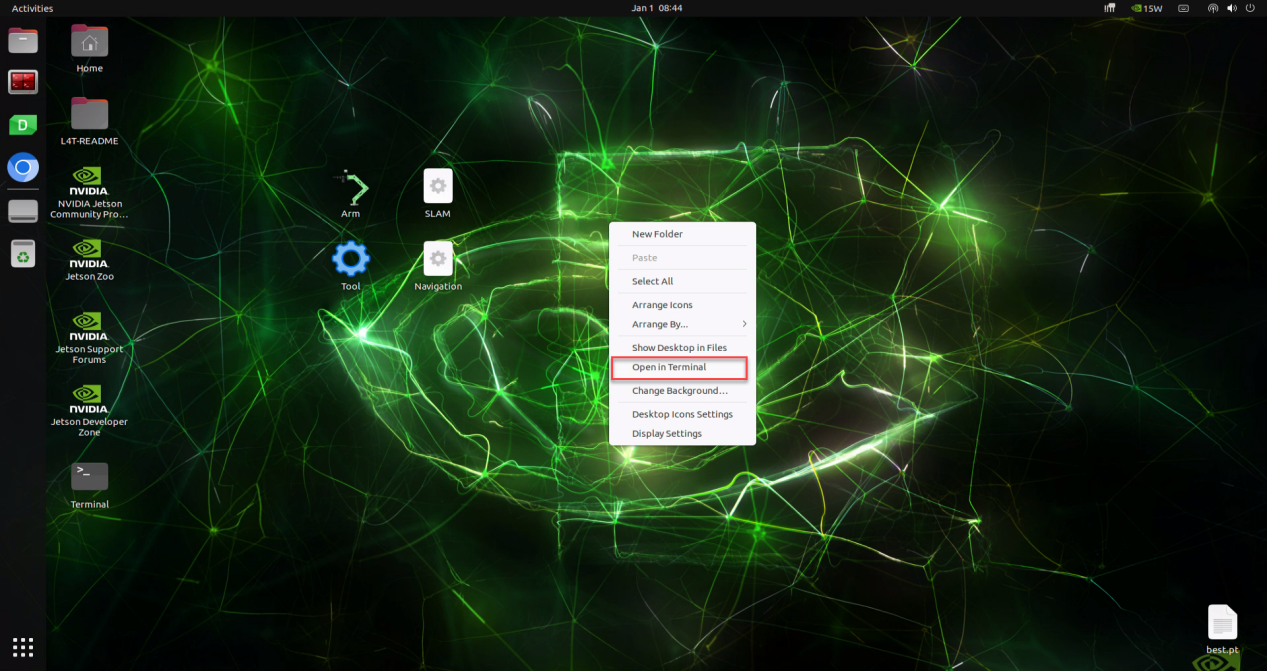 Activities
Jan 1 08:44
15W
Home
L4T-README
NVIDIA.
NVIDIA Jetson
Community Pro...
NVIDIA.
Jetson Zoo
NVIDIA.
Jetson Support
Forums
NVIDIA.
Jetson Developer
Zone
>_
Terminal
D
Arm
SLAM
Tool
Navigation
New Folder
Paste
Select All
Arrange Icons
Arrange By...
Show Desktop in Files
Open in Terminal
Change Background...
Desktop Icons Settings
Display Settings
best.pt